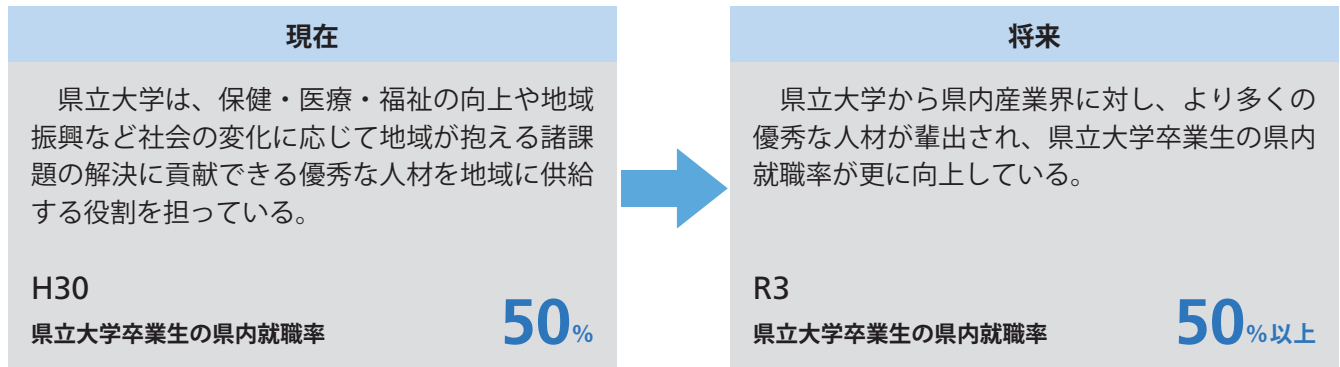 現在
県立大学は、保健・医療・福祉の向上や地域
振興など社会の変化に応じて地域が抱える諸課
題の解決に貢献できる優秀な人材を地域に供給
する役割を担っている。
H30
県立大学卒業生の県内就職率 50%
将来
県立大学から県内産業界に対し、より多くの
優秀な人材が輩出され、県立大学卒業生の県内
就職率が更に向上している。
R3
県立大学卒業生の県内就職率 50%以上